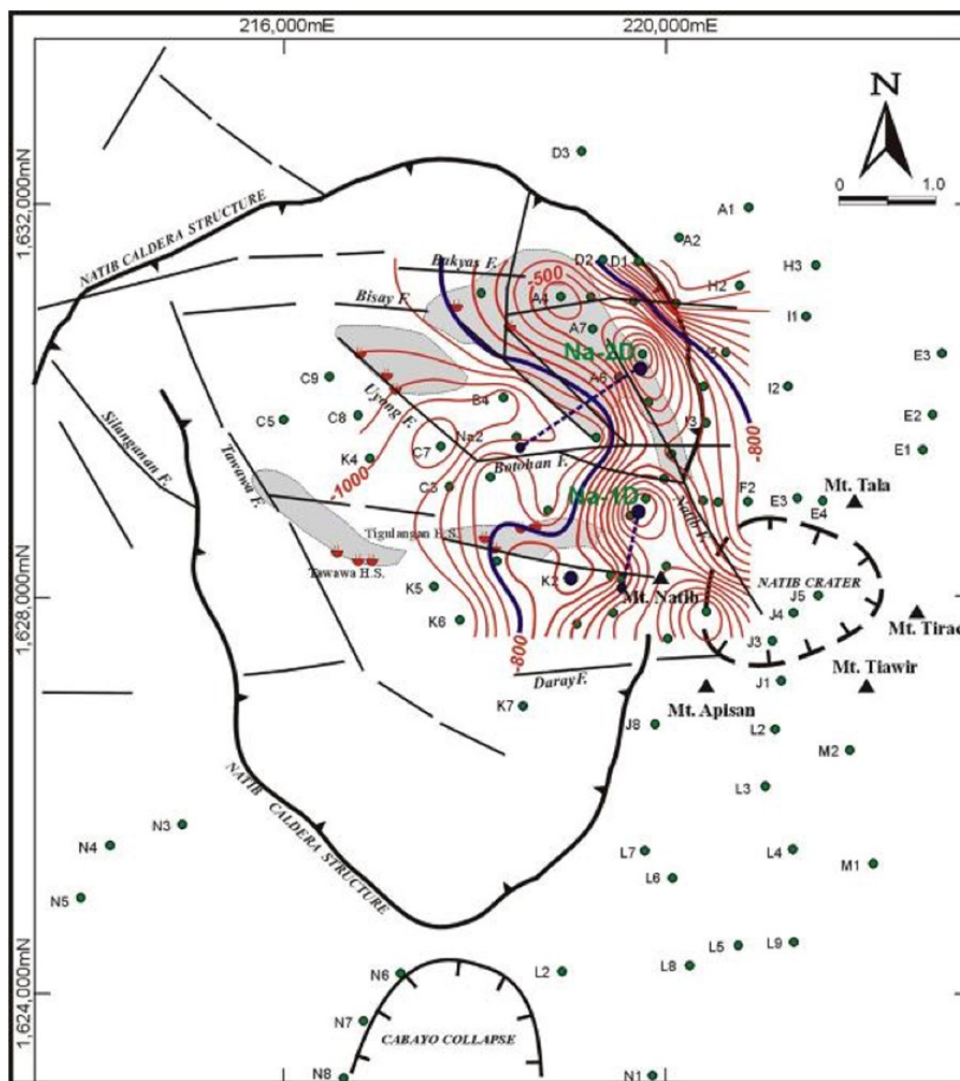 216,000mE
220,000mE
N
0 1.0
D3
1,632,000mN
A1
A2
NATIB CALDERA STRUCTURE
Bakyas F.
D2
D1
H3
-500
H2
Bisay F.
A4
I1
A7
Na-2D
E3
C9
A6
I2
Uyong F.
B4
C5
C8
E2
Na2
I3
-800
C7
E1
Silanganan F.
Tawawa F.
K4
Botohan F.
-1000
C3
Mt. Tala
Na-1D
F2
E3
E4
Natib F.
Tigulangan H.S.
Tawawa H.S.
K2
NATIB CRATER
K5
Mt. Natib
J5
1,628,000mN
K6
J4
Mt. Tirac
-800
J3
Daray F.
J1
Mt. Tiawir
Mt. Apisan
K7
J8
L2
M2
L3
NATIB CALDERA STRUCTURE
N3
N4
L7
L4
M1
L6
N5
L5
L9
L8
N6
L2
1,624,000mN
N7
CABAYO COLLAPSE
N8
N1